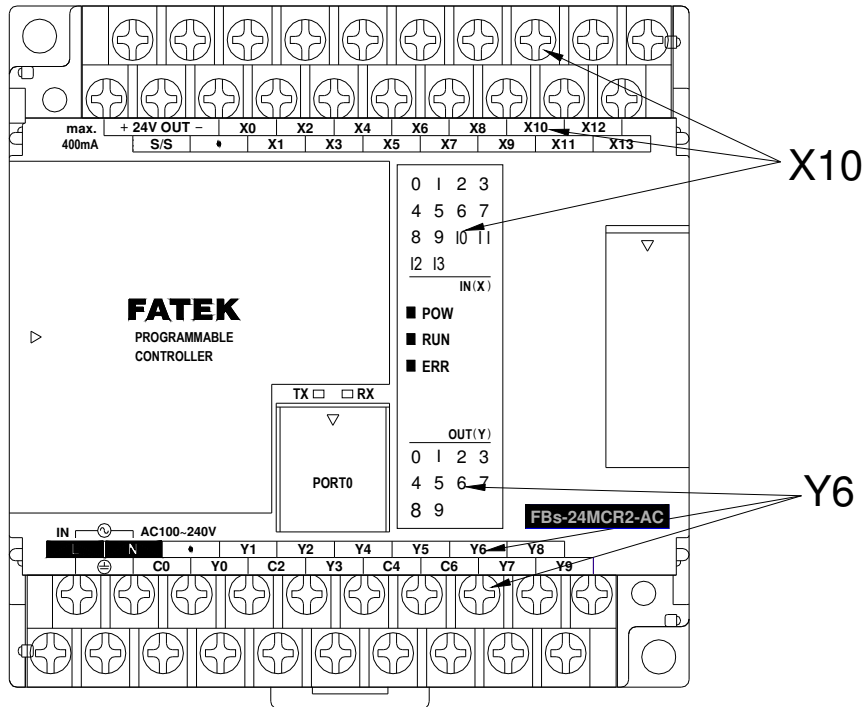 max. + 24V OUT − X0 X2 X4 X6 X8 X10 X12
400mA S/S • X1 X3 X5 X7 X9 X11 X13
X10
0 1 2 3
4 5 6 7
8 9 10 11
12 13
IN(X)
FATEK
PROGRAMMABLE
CONTROLLER
POW
RUN
ERR
TX RX
PORT0
OUT(Y)
0 1 2 3
4 5 6 7
8 9
Y6
FBs-24MCR2-AC
IN AC100~240V
L N • Y1 Y2 Y4 Y5 Y6 Y8
C0 Y0 C2 Y3 C4 C6 Y7 Y9